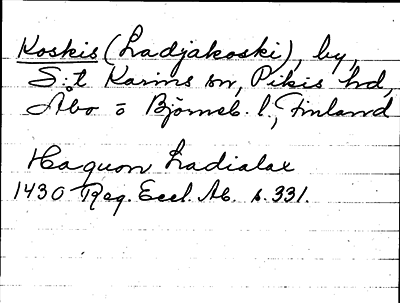 Koskis (Ladjakoski), by,
S:t Karins sn, Pikis hd,
Åbo o Björneb. l., Finland
Haquon Ladialax
1430 Reg. Eccl. Ab. s. 331.